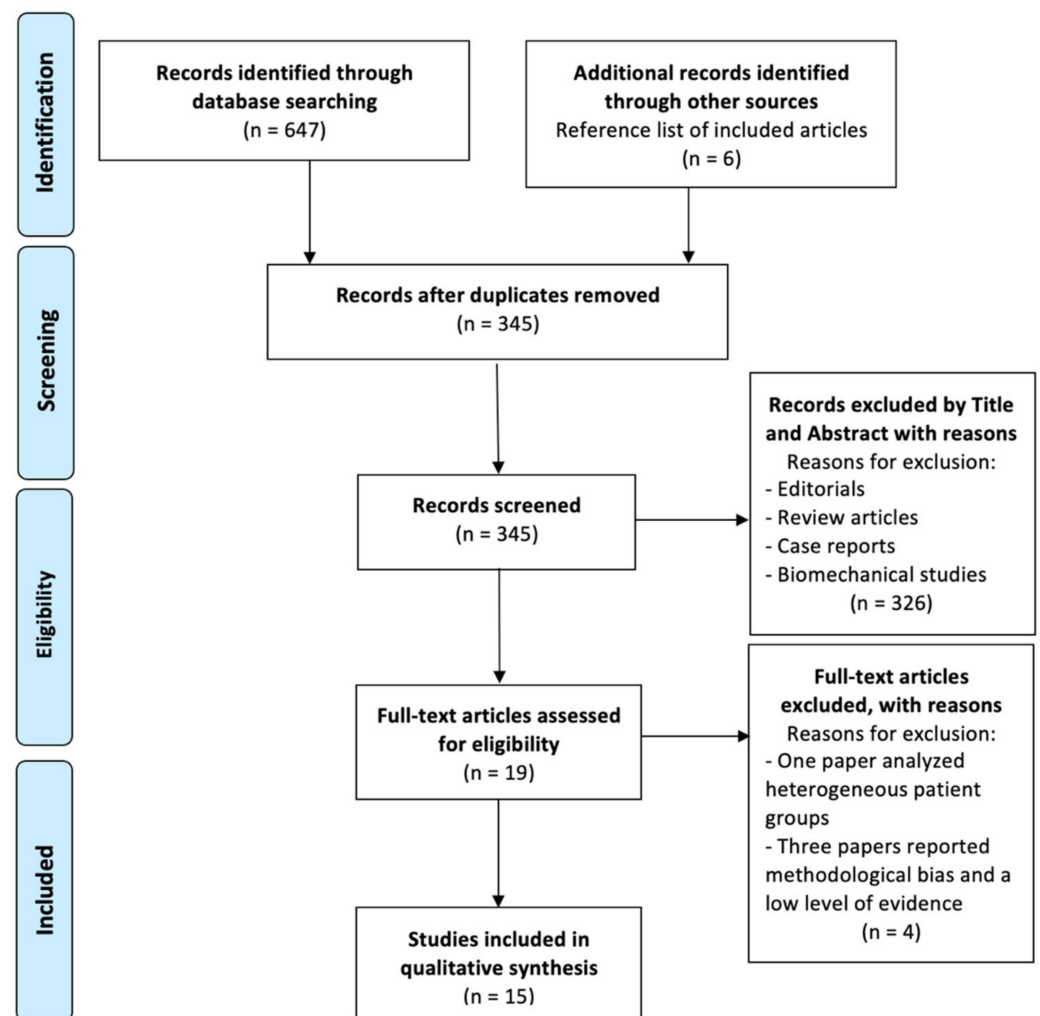 Identification
Records identified through
database searching
(n = 647)
Additional records identified
through other sources
Reference list of included articles
(n = 6)
Screening
Records after duplicates removed
(n = 345)
Records excluded by Title
and Abstract with reasons
Reasons for exclusion:
- Editorials
- Review articles
- Case reports
- Biomechanical studies
(n = 326)
Records screened
(n = 345)
Eligibility
Full-text articles assessed
for eligibility
(n = 19)
Full-text articles
excluded, with reasons
Reasons for exclusion:
- One paper analyzed
heterogeneous patient
groups
- Three papers reported
methodological bias and a
low level of evidence
(n = 4)
Included
Studies included in
qualitative synthesis
(n = 15)